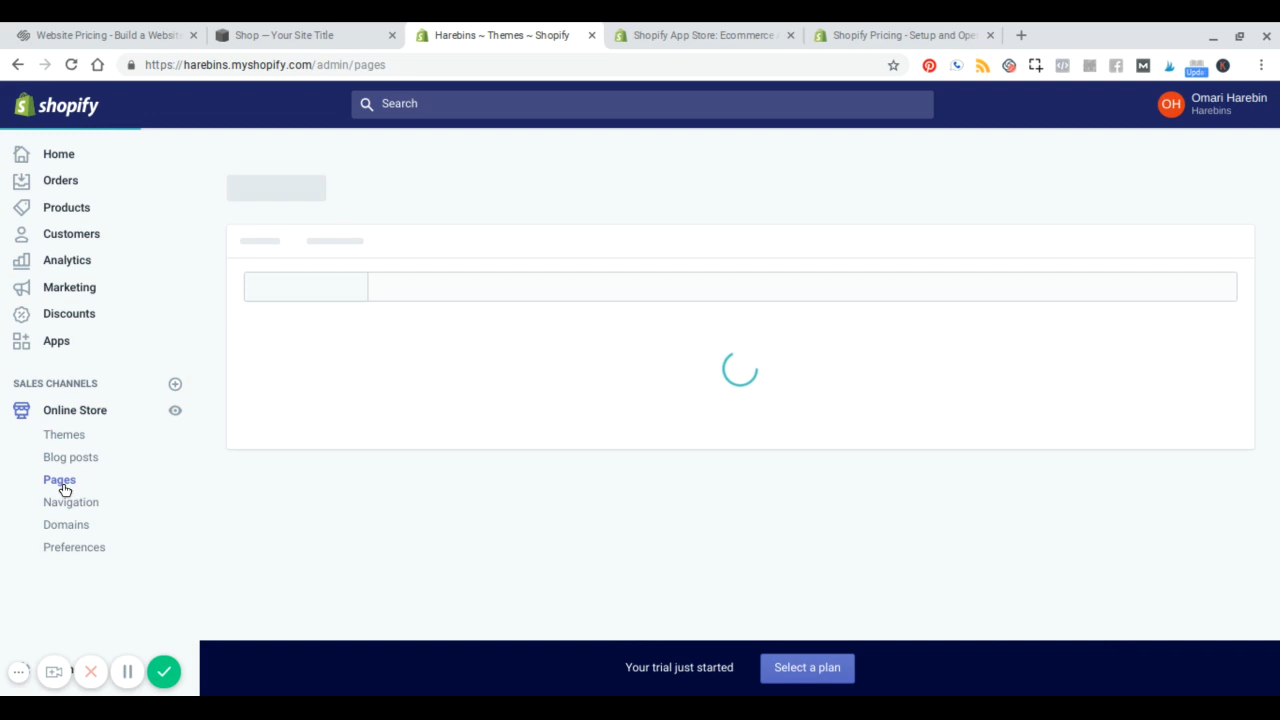 Website Pricing - Build a Websit
Shop — Your Site Title
Harebins ~ Themes ~ Shopify
Shopify App Store: Ecommerce
Shopify Pricing - Setup and Ope
https://harebins.myshopify.com/admin/pages
Updo
shopify
Search
OH
Omari Harebin
Harebins
Home
Orders
Products
Customers
Analytics
Marketing
Discounts
Apps
SALES CHANNELS
Online Store
Themes
Blog posts
Pages
Navigation
Domains
Preferences
Your trial just started
Select a plan